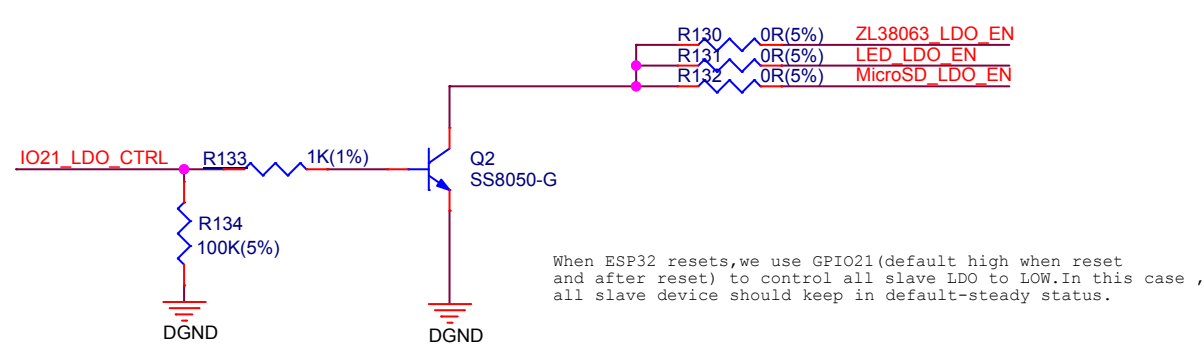 R130 0R(5%) ZL38063_LDO_EN
R131 0R(5%) LED_LDO_EN
R132 0R(5%) MicroSD_LDO_EN
IO21_LDO_CTRL R133 1K(1%) Q2
SS8050-G
R134
100K(5%)
When ESP32 resets,we use GPIO21(default high when reset
and after reset) to control all slave LDO to LOW.In this case ,
all slave device should keep in default-steady status.
DGND DGND